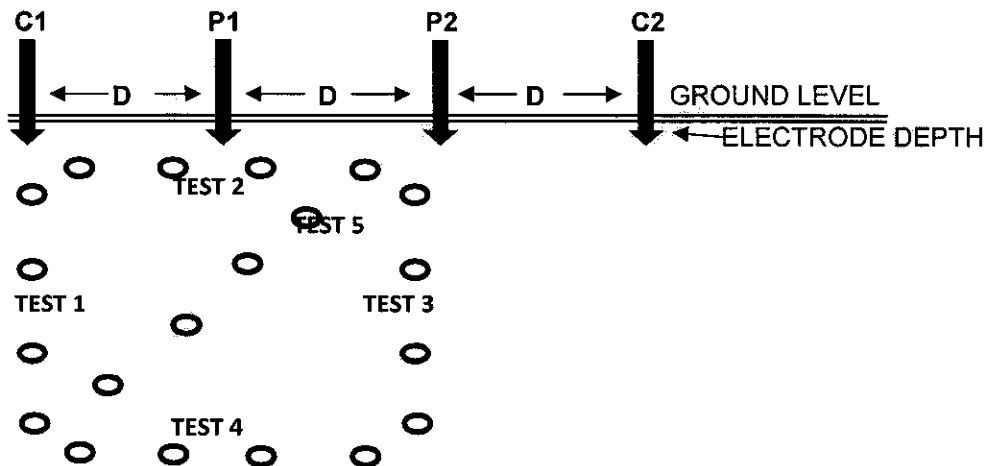 C1 P1 P2 C2
D D D
GROUND LEVEL
ELECTRODE DEPTH
TEST 2
TEST 5
TEST 1 TEST 3
TEST 4